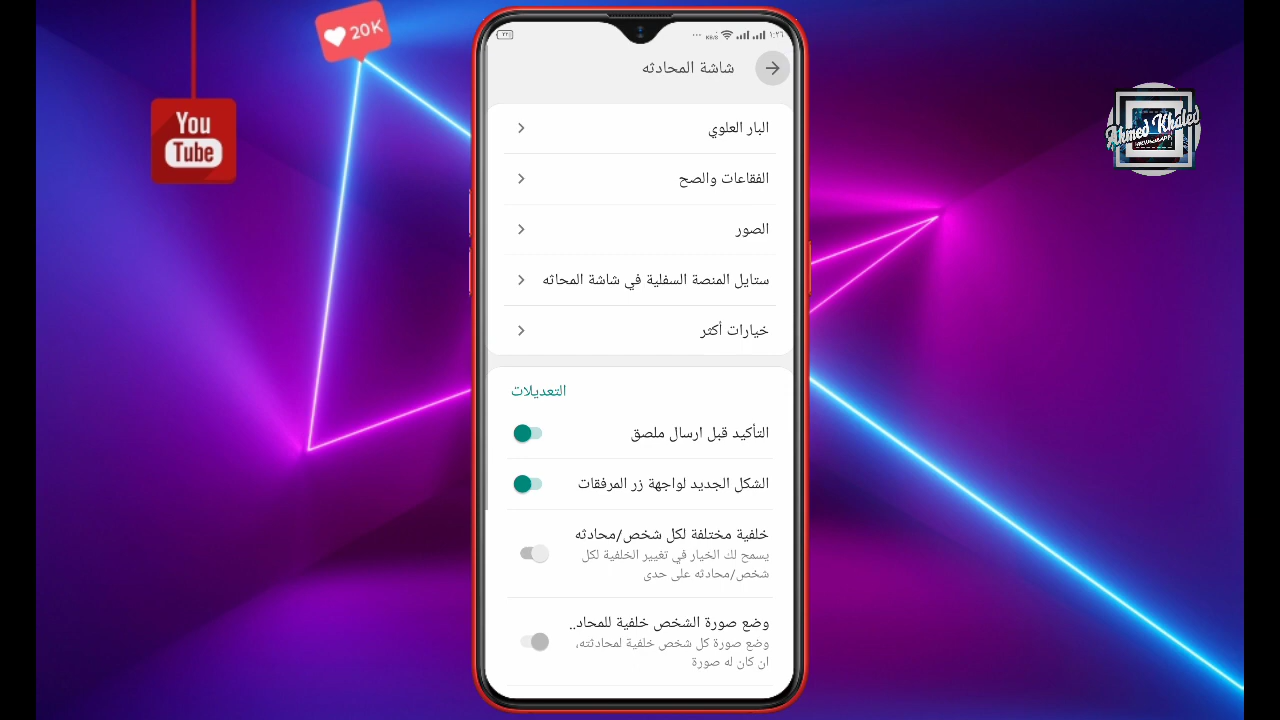 20K
You
Tube
Ahmed Khaled
١:٢٦
شاشة المحادثه
البار العلوي
الفقاعات والصح
الصور
ستايل المنصة السفلية في شاشة المحاثه
خيارات أكثر
التعديلات
التأكيد قبل ارسال ملصق
الشكل الجديد لواجهة زر المرفقات
خلفية مختلفة لكل شخص/محادثه
يسمح لك الخيار في تغيير الخلفية لكل
شخص/محادثه على حدى
وضع صورة الشخص خلفية للمحاد..
وضع صورة كل شخص خلفية لمحادثته،
ان كان له صورة